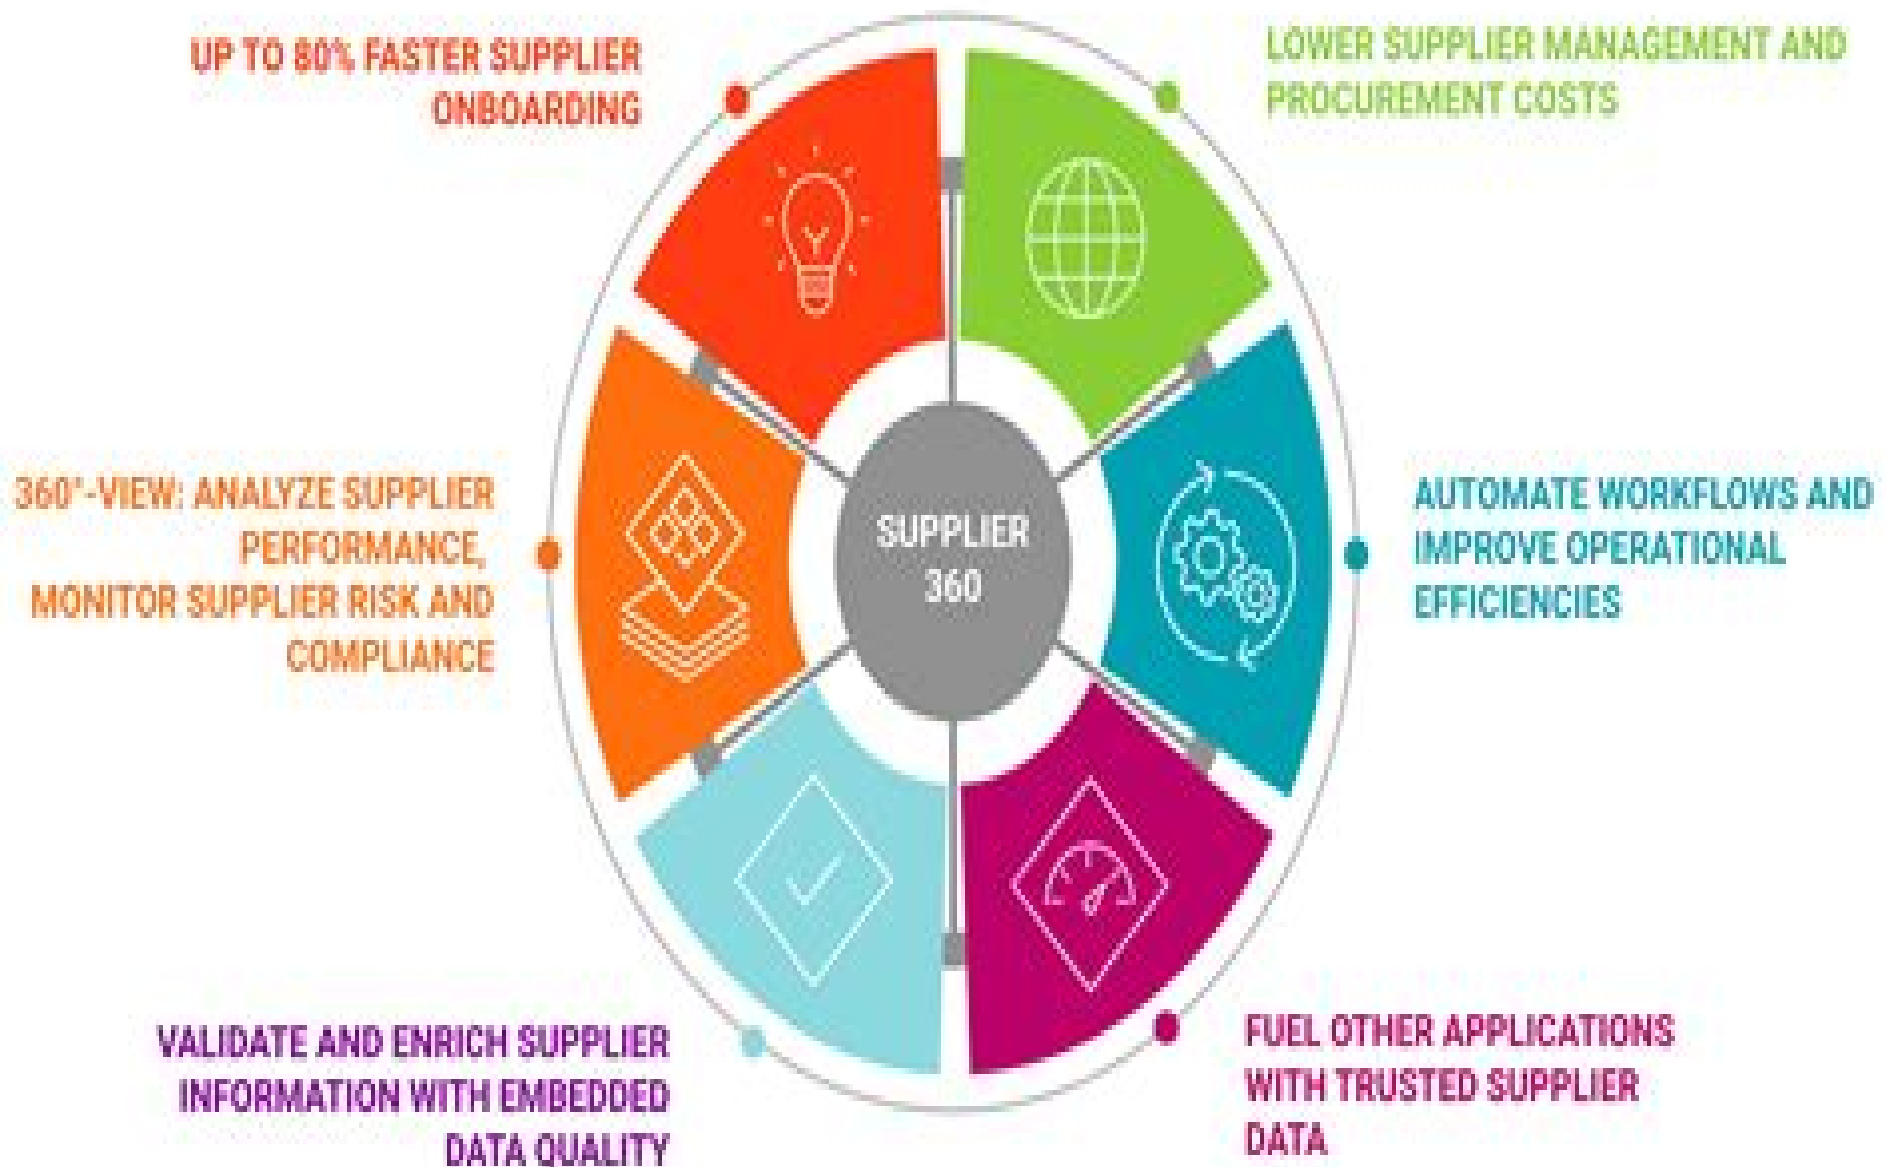 UP TO 80% FASTER SUPPLIER
ONBOARDING
LOWER SUPPLIER MANAGEMENT AND
PROCUREMENT COSTS
360°-VIEW: ANALYZE SUPPLIER
PERFORMANCE,
MONITOR SUPPLIER RISK AND
COMPLIANCE
SUPPLIER
360
AUTOMATE WORKFLOWS AND
IMPROVE OPERATIONAL
EFFICIENCIES
VALIDATE AND ENRICH SUPPLIER
INFORMATION WITH EMBEDDED
DATA QUALITY
FUEL OTHER APPLICATIONS
WITH TRUSTED SUPPLIER
DATA